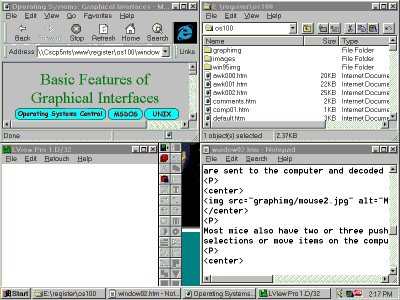 Operating Systems: Graphical Interfaces - M...
File Edit View Go Favorites Help
Back Forward Stop Refresh Home Search
Address \\Cscp5nts\www\register\os100\window Links
Basic Features of
Graphical Interfaces
Operating Systems Central MSDOS UNIX
Done
E:\register\os100
File Edit View Help
os100
Name Size Type
graphimg File Folder
images File Folder
win95img File Folder
awk000.htm 20KB Internet Docume
awk001.htm 22KB Internet Docume
awk002.htm 25KB Internet Docume
comments.htm 2KB Internet Docume
comp01.htm 1KB Internet Docume
default.htm 3KB Internet Docume
1 object(s) selected 2.37KB
LView Pro 1.D/32
File Edit Retouch Help
window02.htm - Notepad
File Edit Search Help
are sent to the computer and decoded
<P>
<center>
<img src="graphimg/mouse2.jpg" alt="M
</center>
<P>
Most mice also have two or three push
selections or move items on the compu
<P>
<center>
Start E:\register\os100 window02.htm - Not... Operating Systems: Gr... LView Pro 1.D/32 2:17 PM